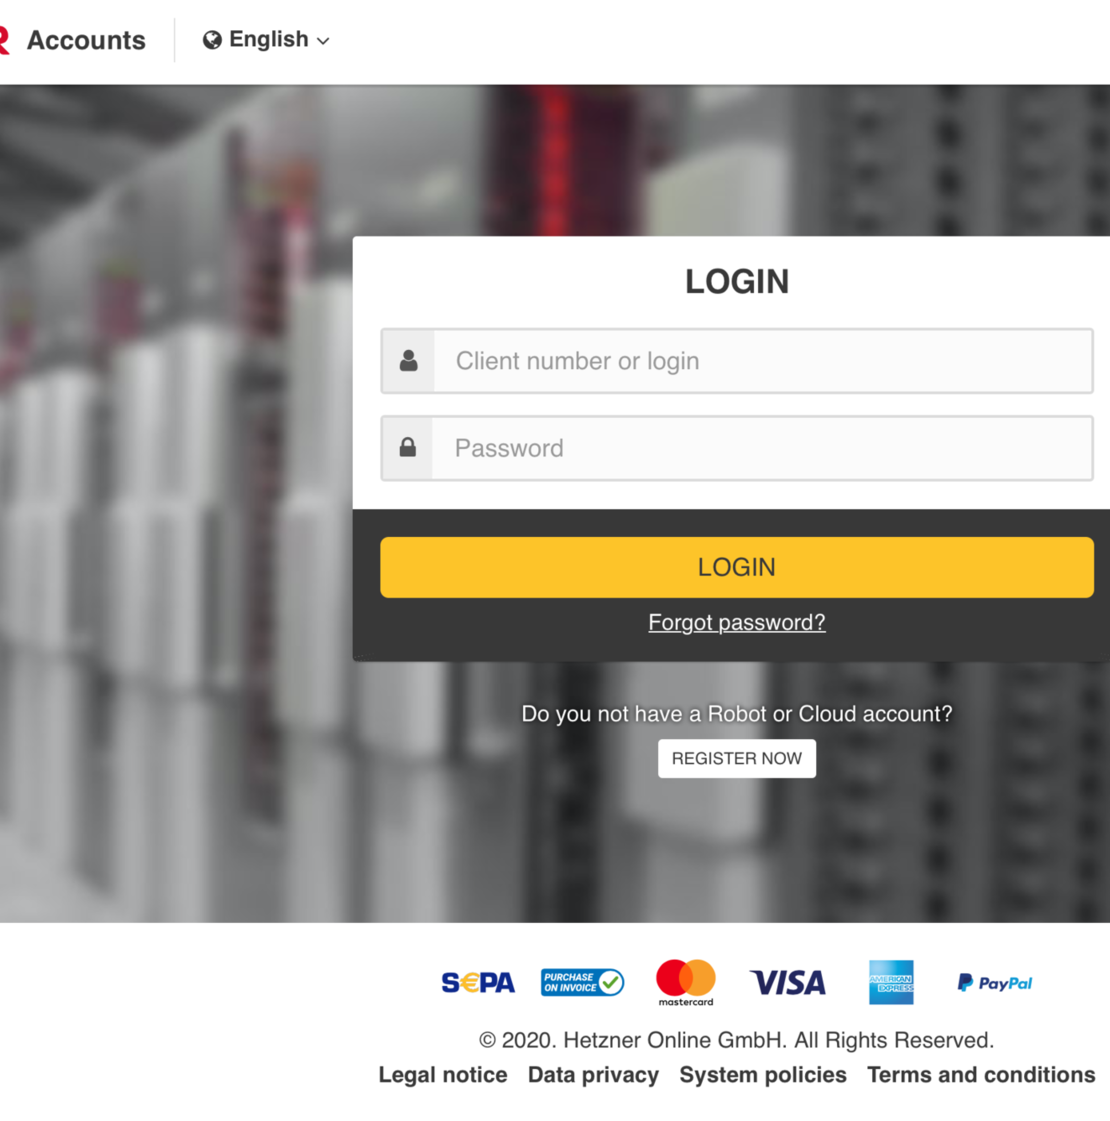 R Accounts English
LOGIN
Client number or login
Password
LOGIN
Forgot password?
Do you not have a Robot or Cloud account?
REGISTER NOW
S€PA PURCHASE ON INVOICE mastercard VISA AMERICAN EXPRESS PayPal
© 2020. Hetzner Online GmbH. All Rights Reserved.
Legal notice Data privacy System policies Terms and conditions